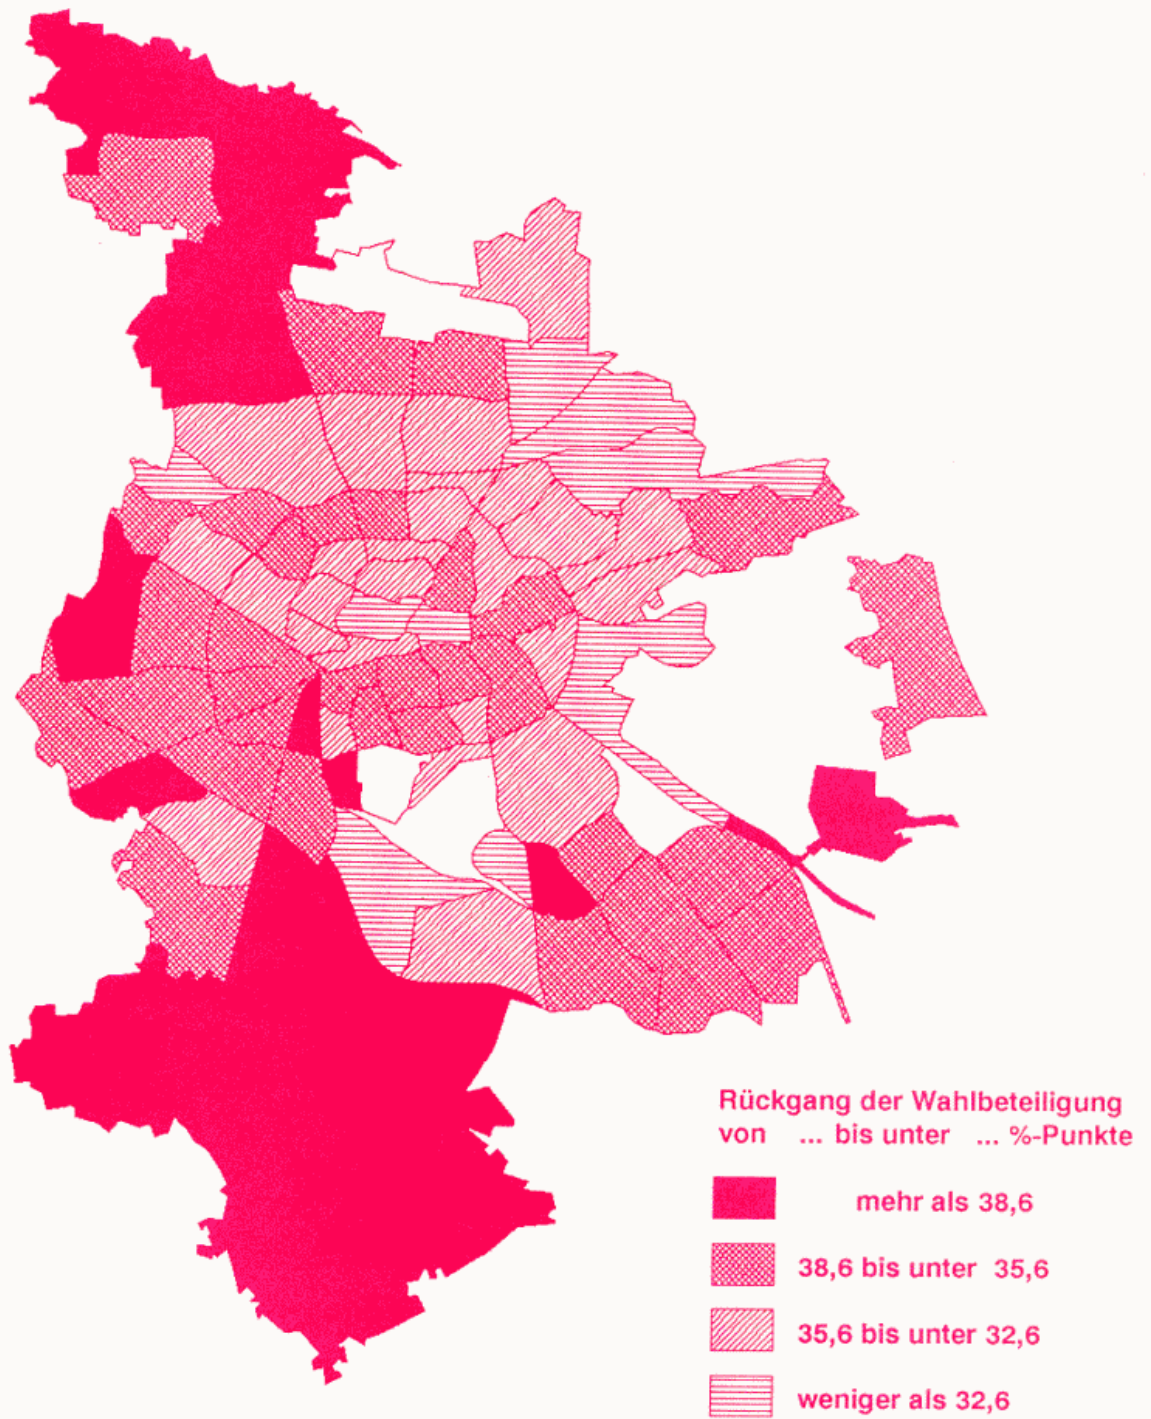 Rückgang der Wahlbeteiligung
von ... bis unter ... %-Punkte
mehr als 38,6
38,6 bis unter 35,6
35,6 bis unter 32,6
weniger als 32,6